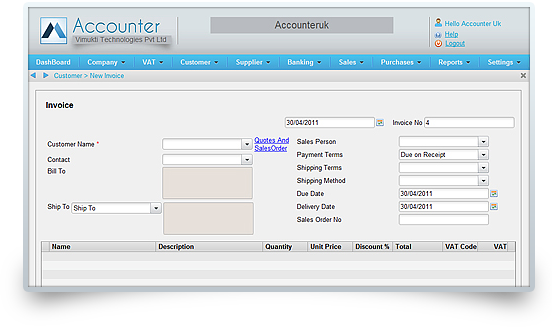 Accounter
Vimukti Technologies Pvt Ltd
Accounteruk
Hello Accounter Uk
Help
Logout
DashBoard Company VAT Customer Supplier Banking Sales Purchases Reports Settings
Customer > New Invoice
Invoice
30/04/2011 Invoice No 4
Customer Name * Quotes And SalesOrder
Contact
Bill To
Ship To Ship To
Sales Person
Payment Terms Due on Receipt
Shipping Terms
Shipping Method
Due Date 30/04/2011
Delivery Date 30/04/2011
Sales Order No
Name Description Quantity Unit Price Discount % Total VAT Code VAT